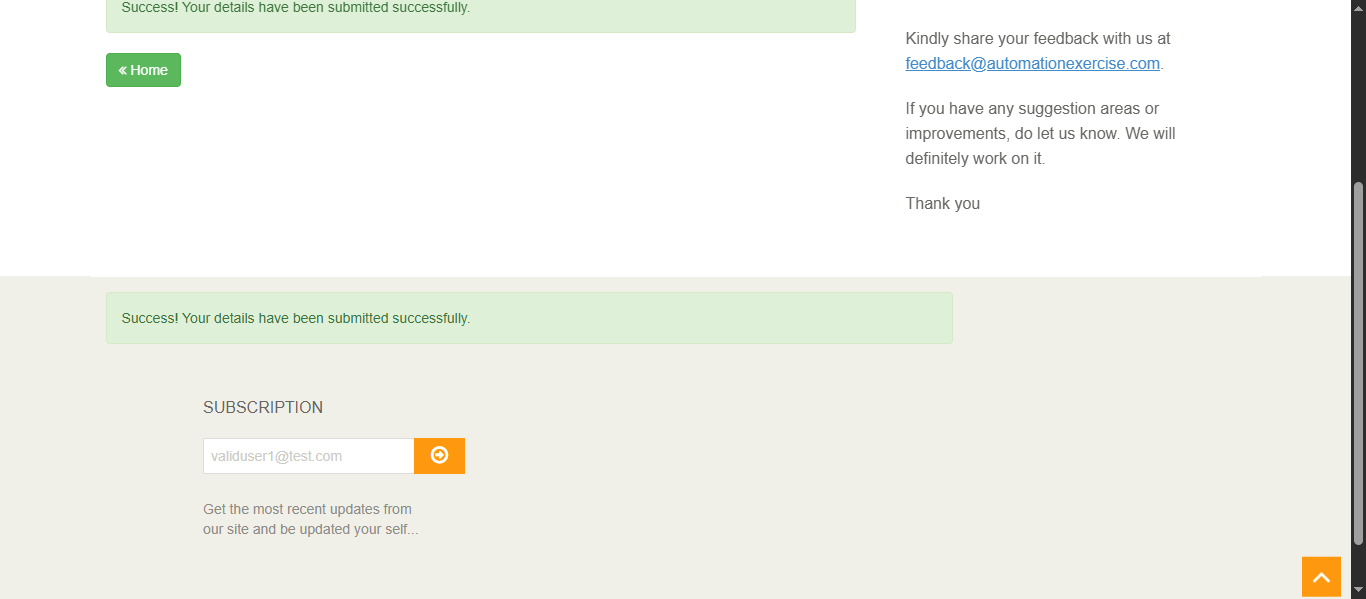 Success! Your details have been submitted successfully.
« Home
Kindly share your feedback with us at
feedback@automationexercise.com.
If you have any suggestion areas or
improvements, do let us know. We will
definitely work on it.
Thank you
Success! Your details have been submitted successfully.
SUBSCRIPTION
validuser1@test.com
Get the most recent updates from
our site and be updated your self...